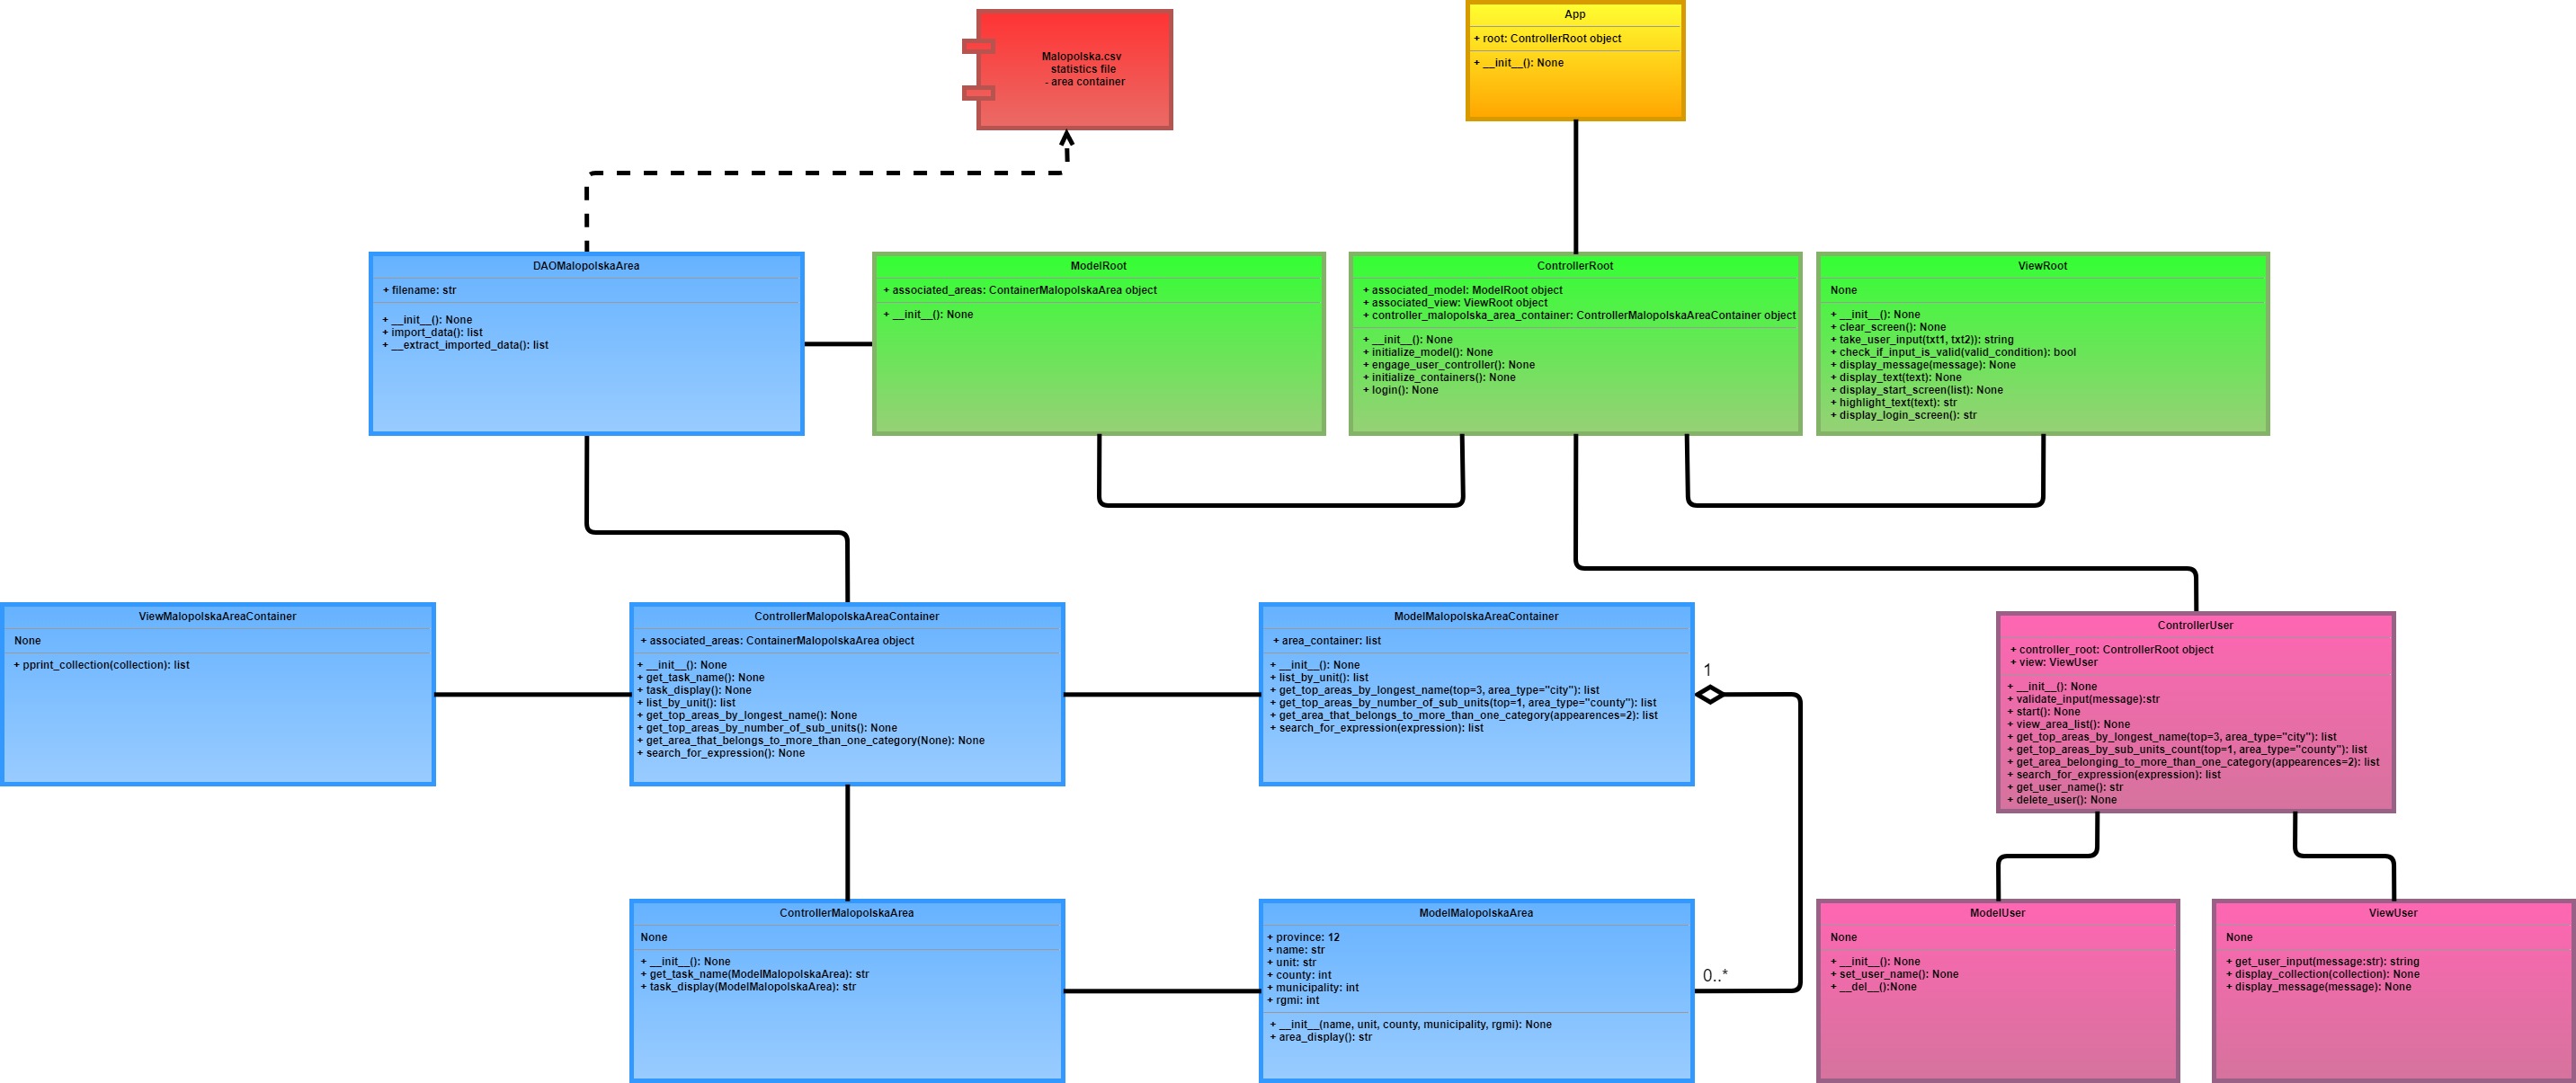 Malopolska.csv
statistics file
- area container
App
+ root: ControllerRoot object
+ __init__(): None
DAOMalopolskaArea
+ filename: str
+ __init__(): None
+ import_data(): list
+ __extract_imported_data(): list
ModelRoot
+ associated_areas: ContainerMalopolskaArea object
+ __init__(): None
ControllerRoot
+ associated_model: ModelRoot object
+ associated_view: ViewRoot object
+ controller_malopolska_area_container: ControllerMalopolskaAreaContainer object
+ __init__(): None
+ initialize_model(): None
+ engage_user_controller(): None
+ initialize_containers(): None
+ login(): None
ViewRoot
None
+ __init__(): None
+ clear_screen(): None
+ take_user_input(txt1, txt2)): string
+ check_if_input_is_valid(valid_condition): bool
+ display_message(message): None
+ display_text(text): None
+ display_start_screen(list): None
+ highlight_text(text): str
+ display_login_screen(): str
ViewMalopolskaAreaContainer
None
+ pprint_collection(collection): list
ControllerMalopolskaAreaContainer
+ associated_areas: ContainerMalopolskaArea object
+ __init__(): None
+ get_task_name(): None
+ task_display(): None
+ list_by_unit(): list
+ get_top_areas_by_longest_name(): None
+ get_top_areas_by_number_of_sub_units(): None
+ get_area_that_belongs_to_more_than_one_category(None): None
+ search_for_expression(): None
ModelMalopolskaAreaContainer
+ area_container: list
+ __init__(): None
+ list_by_unit(): list
+ get_top_areas_by_longest_name(top=3, area_type="city"): list
+ get_top_areas_by_number_of_sub_units(top=1, area_type="county"): list
+ get_area_that_belongs_to_more_than_one_category(appearences=2): list
+ search_for_expression(expression): list
1
0..*
ControllerUser
+ controller_root: ControllerRoot object
+ view: ViewUser
+ __init__(): None
+ validate_input(message):str
+ start(): None
+ view_area_list(): None
+ get_top_areas_by_longest_name(top=3, area_type="city"): list
+ get_top_areas_by_sub_units_count(top=1, area_type="county"): list
+ get_area_belonging_to_more_than_one_category(appearences=2): list
+ search_for_expression(expression): list
+ get_user_name(): str
+ delete_user(): None
ControllerMalopolskaArea
None
+ __init__(): None
+ get_task_name(ModelMalopolskaArea): str
+ task_display(ModelMalopolskaArea): str
ModelMalopolskaArea
+ province: 12
+ name: str
+ unit: str
+ county: int
+ municipality: int
+ rgmi: int
+ __init__(name, unit, county, municipality, rgmi): None
+ area_display(): str
ModelUser
None
+ __init__(): None
+ set_user_name(): None
+ __del__():None
ViewUser
None
+ get_user_input(message:str): string
+ display_collection(collection): None
+ display_message(message): None